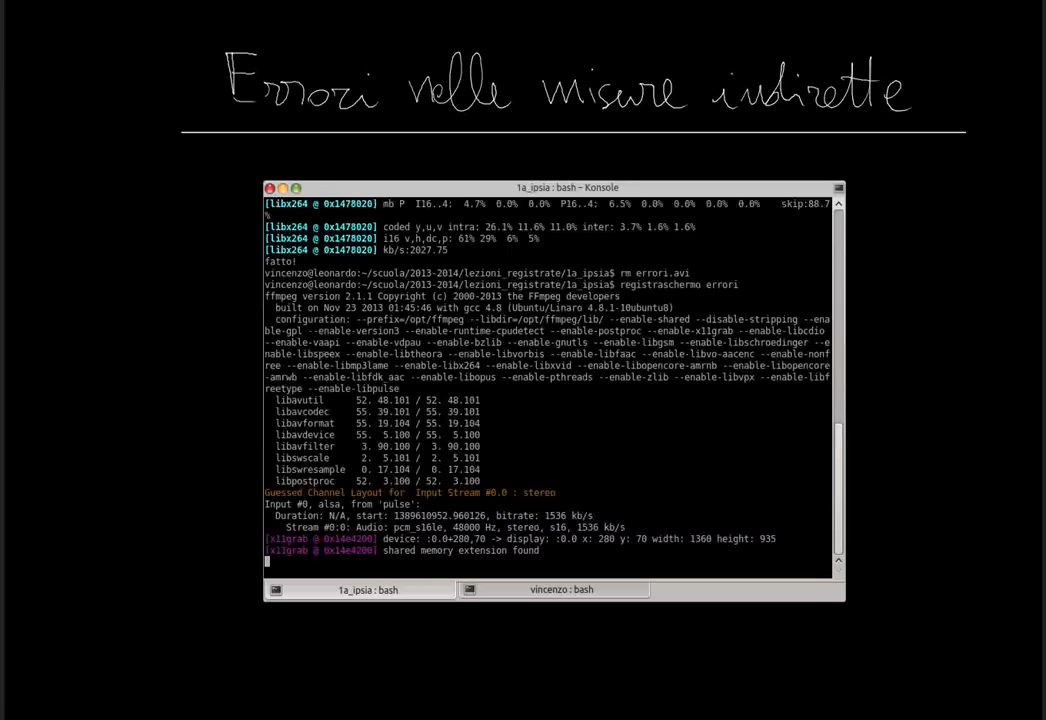 Errori nelle misure indirette
1a_ipsia : bash – Konsole
[libx264 @ 0x1478020] mb P  I16..4:  4.7%  0.0%  0.0%  P16..4:  6.5%  0.0%  0.0%  0.0%  0.0%    skip:88.7
%
[libx264 @ 0x1478020] coded y,u,v intra: 26.1% 11.6% 11.0% inter: 3.7% 1.6% 1.6%
[libx264 @ 0x1478020] i16 v,h,dc,p: 61% 29%  6%  5%
[libx264 @ 0x1478020] kb/s:2027.75
fatto!
vincenzo@leonardo:~/scuola/2013-2014/lezioni_registrate/1a_ipsia$ rm errori.avi
vincenzo@leonardo:~/scuola/2013-2014/lezioni_registrate/1a_ipsia$ registraschermo errori
ffmpeg version 2.1.1 Copyright (c) 2000-2013 the FFmpeg developers
  built on Nov 23 2013 01:45:46 with gcc 4.8 (Ubuntu/Linaro 4.8.1-10ubuntu8)
  configuration: --prefix=/opt/ffmpeg --libdir=/opt/ffmpeg/lib/ --enable-shared --disable-stripping --ena
ble-gpl --enable-version3 --enable-runtime-cpudetect --enable-postproc --enable-x11grab --enable-libcdio
--enable-vaapi --enable-vdpau --enable-bzlib --enable-gnutls --enable-libgsm --enable-libschroedinger --e
nable-libspeex --enable-libtheora --enable-libvorbis --enable-libfaac --enable-libvo-aacenc --enable-nonf
ree --enable-libmp3lame --enable-libx264 --enable-libxvid --enable-libopencore-amrnb --enable-libopencore
-amrwb --enable-libfdk_aac --enable-libopus --enable-pthreads --enable-zlib --enable-libvpx --enable-libf
reetype --enable-libpulse
  libavutil      52. 48.101 / 52. 48.101
  libavcodec     55. 39.101 / 55. 39.101
  libavformat    55. 19.104 / 55. 19.104
  libavdevice    55.  5.100 / 55.  5.100
  libavfilter     3. 90.100 /  3. 90.100
  libswscale      2.  5.101 /  2.  5.101
  libswresample   0. 17.104 /  0. 17.104
  libpostproc    52.  3.100 / 52.  3.100
Guessed Channel Layout for  Input Stream #0.0 : stereo
Input #0, alsa, from 'pulse':
  Duration: N/A, start: 1389610952.960126, bitrate: 1536 kb/s
    Stream #0:0: Audio: pcm_s16le, 48000 Hz, stereo, s16, 1536 kb/s
[x11grab @ 0x14e4200] device: :0.0+280,70 -> display: :0.0 x: 280 y: 70 width: 1360 height: 935
[x11grab @ 0x14e4200] shared memory extension found
1a_ipsia : bash
vincenzo : bash